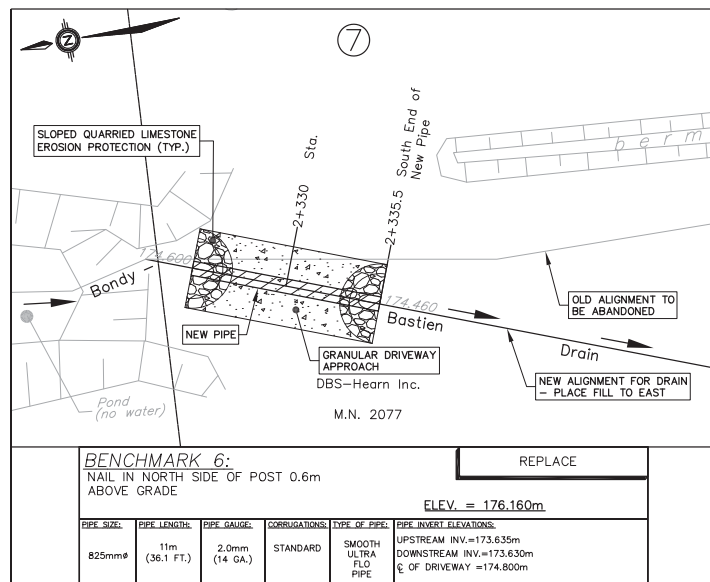 Z
7
SLOPED QUARRIED LIMESTONE
EROSION PROTECTION (TYP.)
2+330 Sta.
2+335.5 South End of
New Pipe
berm
174.600
Bondy
174.460
Bastien
Drain
NEW PIPE
OLD ALIGNMENT TO
BE ABANDONED
GRANULAR DRIVEWAY
APPROACH
DBS-Hearn Inc.
M.N. 2077
NEW ALIGNMENT FOR DRAIN
- PLACE FILL TO EAST
Pond
(no water)
BENCHMARK 6:
NAIL IN NORTH SIDE OF POST 0.6m
ABOVE GRADE
REPLACE
ELEV. = 176.160m
PIPE SIZE:
825mmø
PIPE LENGTH:
11m
(36.1 FT.)
PIPE GAUGE:
2.0mm
(14 GA.)
CORRUGATIONS:
STANDARD
TYPE OF PIPE:
SMOOTH
ULTRA
FLO
PIPE
PIPE INVERT ELEVATIONS:
UPSTREAM INV.=173.635m
DOWNSTREAM INV.=173.630m
℄ OF DRIVEWAY =174.800m